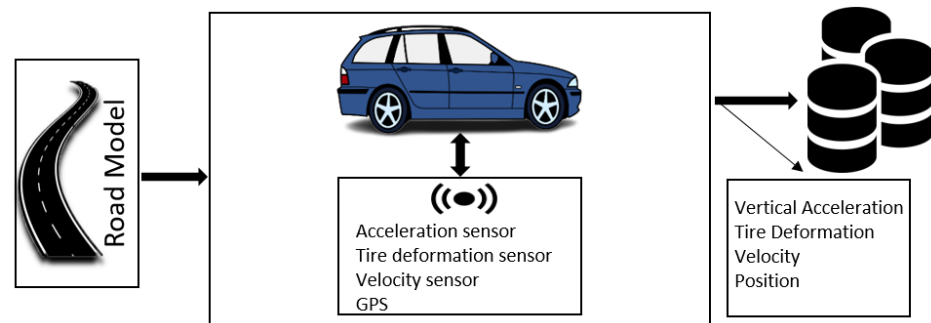 Road Model
Acceleration sensor
Tire deformation sensor
Velocity sensor
GPS
Vertical Acceleration
Tire Deformation
Velocity
Position